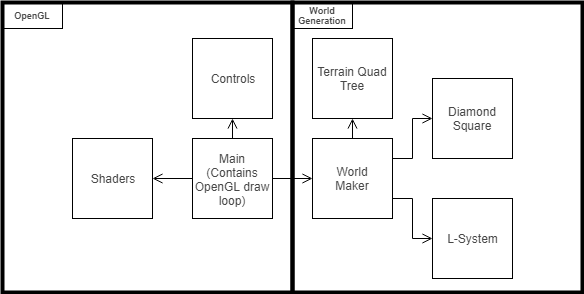 OpenGL
World
Generation
Controls
Terrain Quad
Tree
Diamond
Square
Shaders
Main
(Contains
OpenGL draw
loop)
World
Maker
L-System